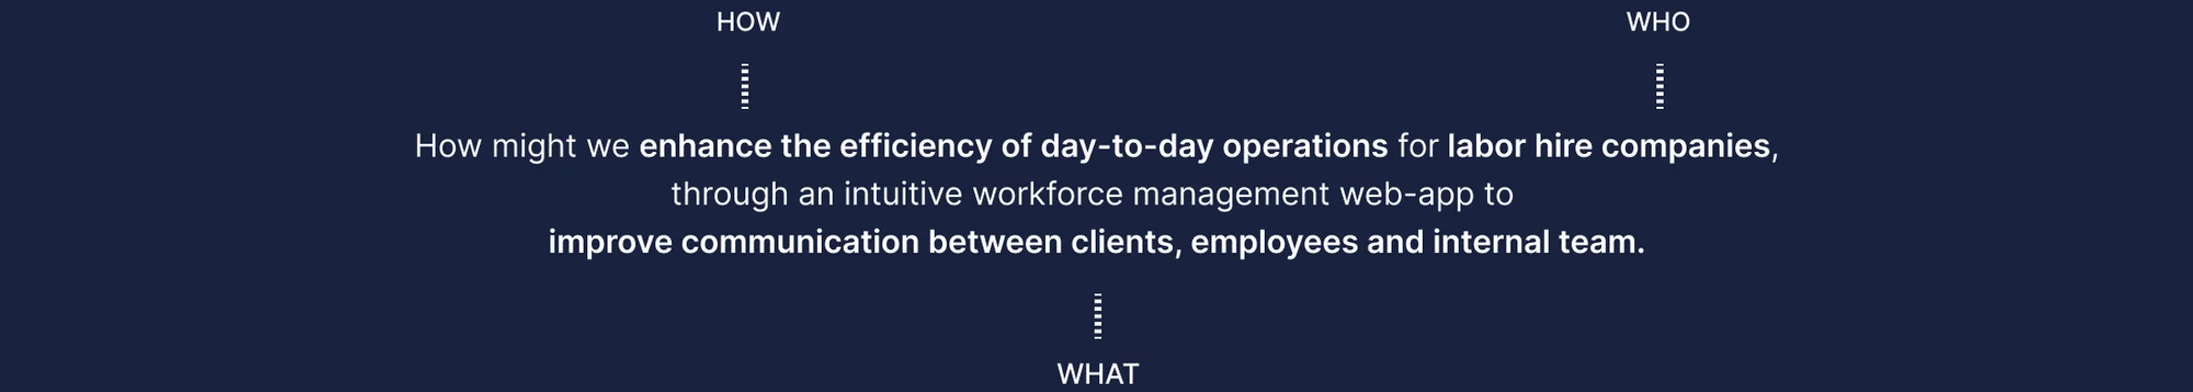 HOW
WHO
How might we enhance the efficiency of day-to-day operations for labor hire companies,
through an intuitive workforce management web-app to
improve communication between clients, employees and internal team.
WHAT